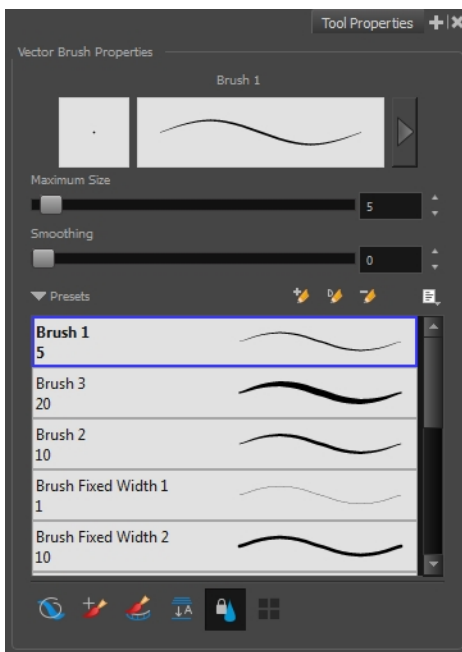 Tool Properties
Vector Brush Properties
Brush 1
Maximum Size
5
Smoothing
0
Presets
Brush 1
5
Brush 3
20
Brush 2
10
Brush Fixed Width 1
1
Brush Fixed Width 2
10